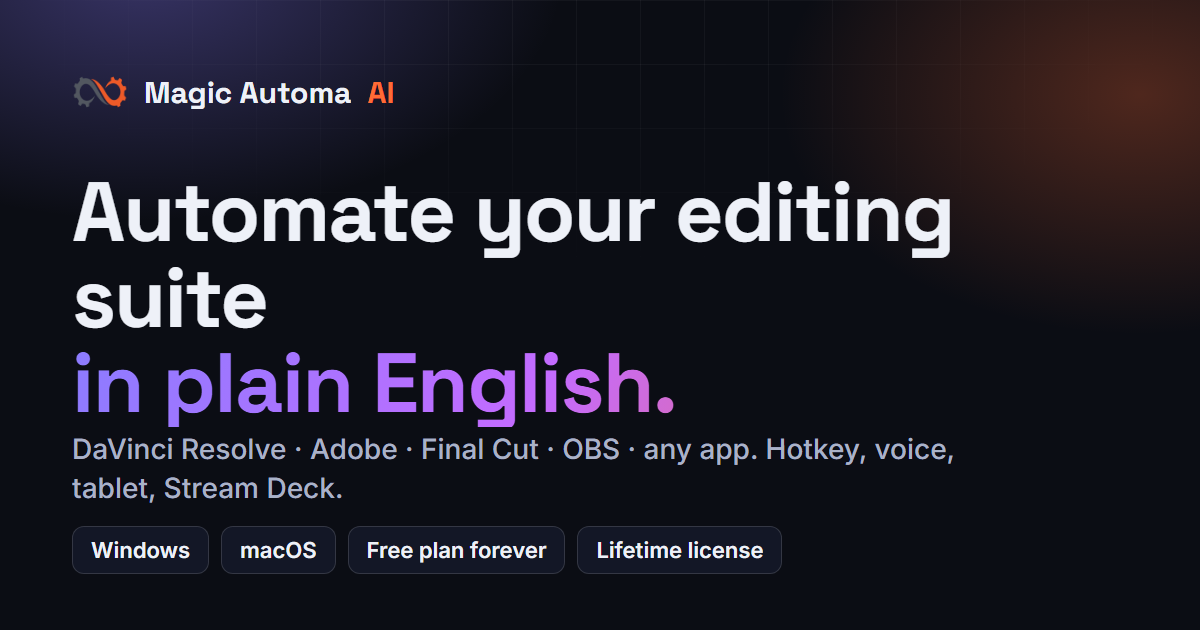 Magic Automa AI
Automate your editing
suite
in plain English.
DaVinci Resolve · Adobe · Final Cut · OBS · any app. Hotkey, voice,
tablet, Stream Deck.
Windows macOS Free plan forever Lifetime license